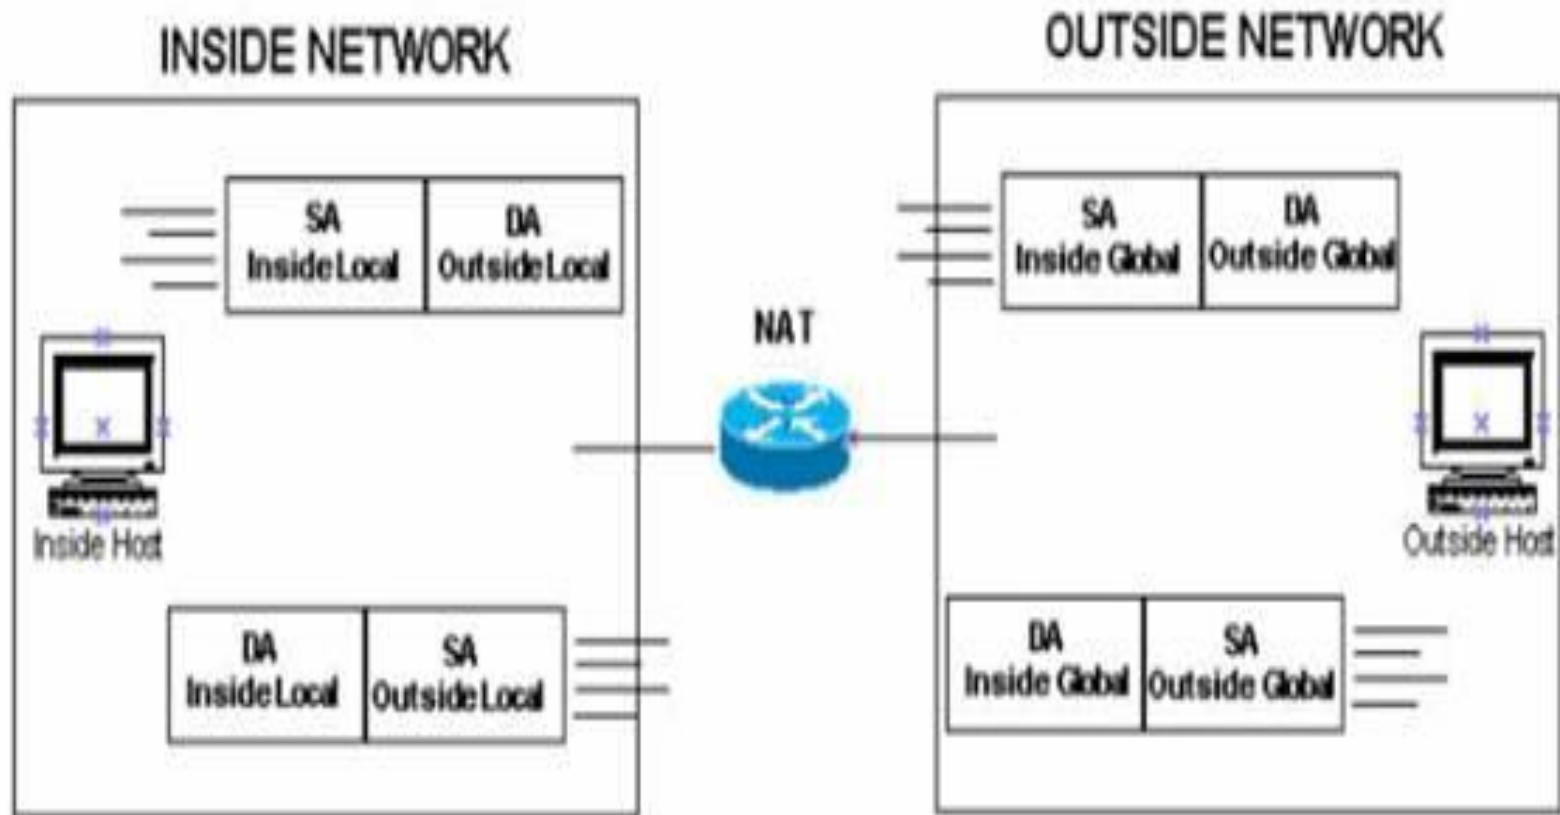 INSIDE NETWORK
OUTSIDE NETWORK
SA
Inside Local
DA
Outside Local
SA
Inside Global
DA
Outside Global
NAT
Inside Host
Outside Host
DA
Inside Local
SA
Outside Local
DA
Inside Global
SA
Outside Global